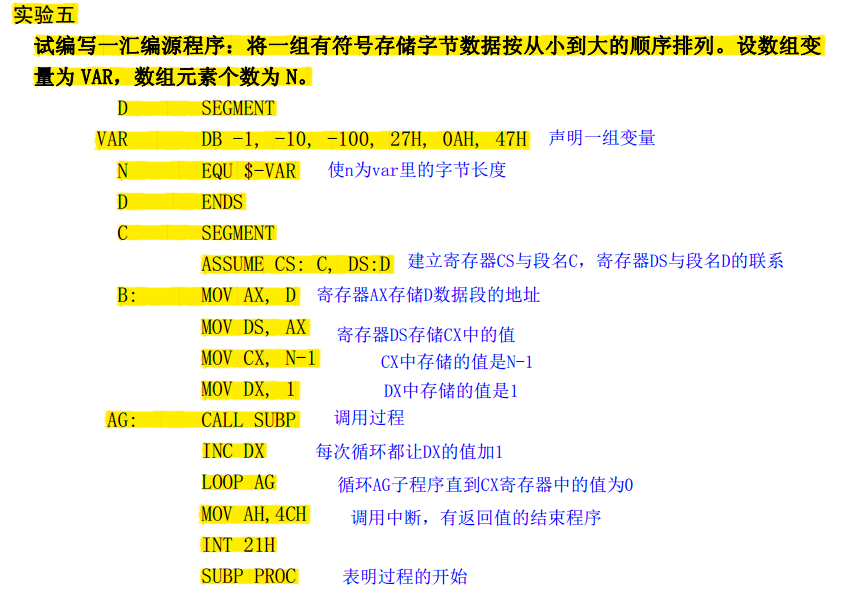 实验五
试编写一汇编源程序：将一组有符号存储字节数据按从小到大的顺序排列。设数组变
量为 VAR，数组元素个数为 N。
D SEGMENT
VAR DB -1, -10, -100, 27H, 0AH, 47H 声明一组变量
N EQU $-VAR 使n为var里的字节长度
D ENDS
C SEGMENT
ASSUME CS: C, DS:D 建立寄存器CS与段名C，寄存器DS与段名D的联系
B: MOV AX, D 寄存器AX存储D数据段的地址
MOV DS, AX 寄存器DS存储CX中的值
MOV CX, N-1 CX中存储的值是N-1
MOV DX, 1 DX中存储的值是1
AG: CALL SUBP 调用过程
INC DX 每次循环都让DX的值加1
LOOP AG 循环AG子程序直到CX寄存器中的值为0
MOV AH,4CH 调用中断，有返回值的结束程序
INT 21H
SUBP PROC 表明过程的开始